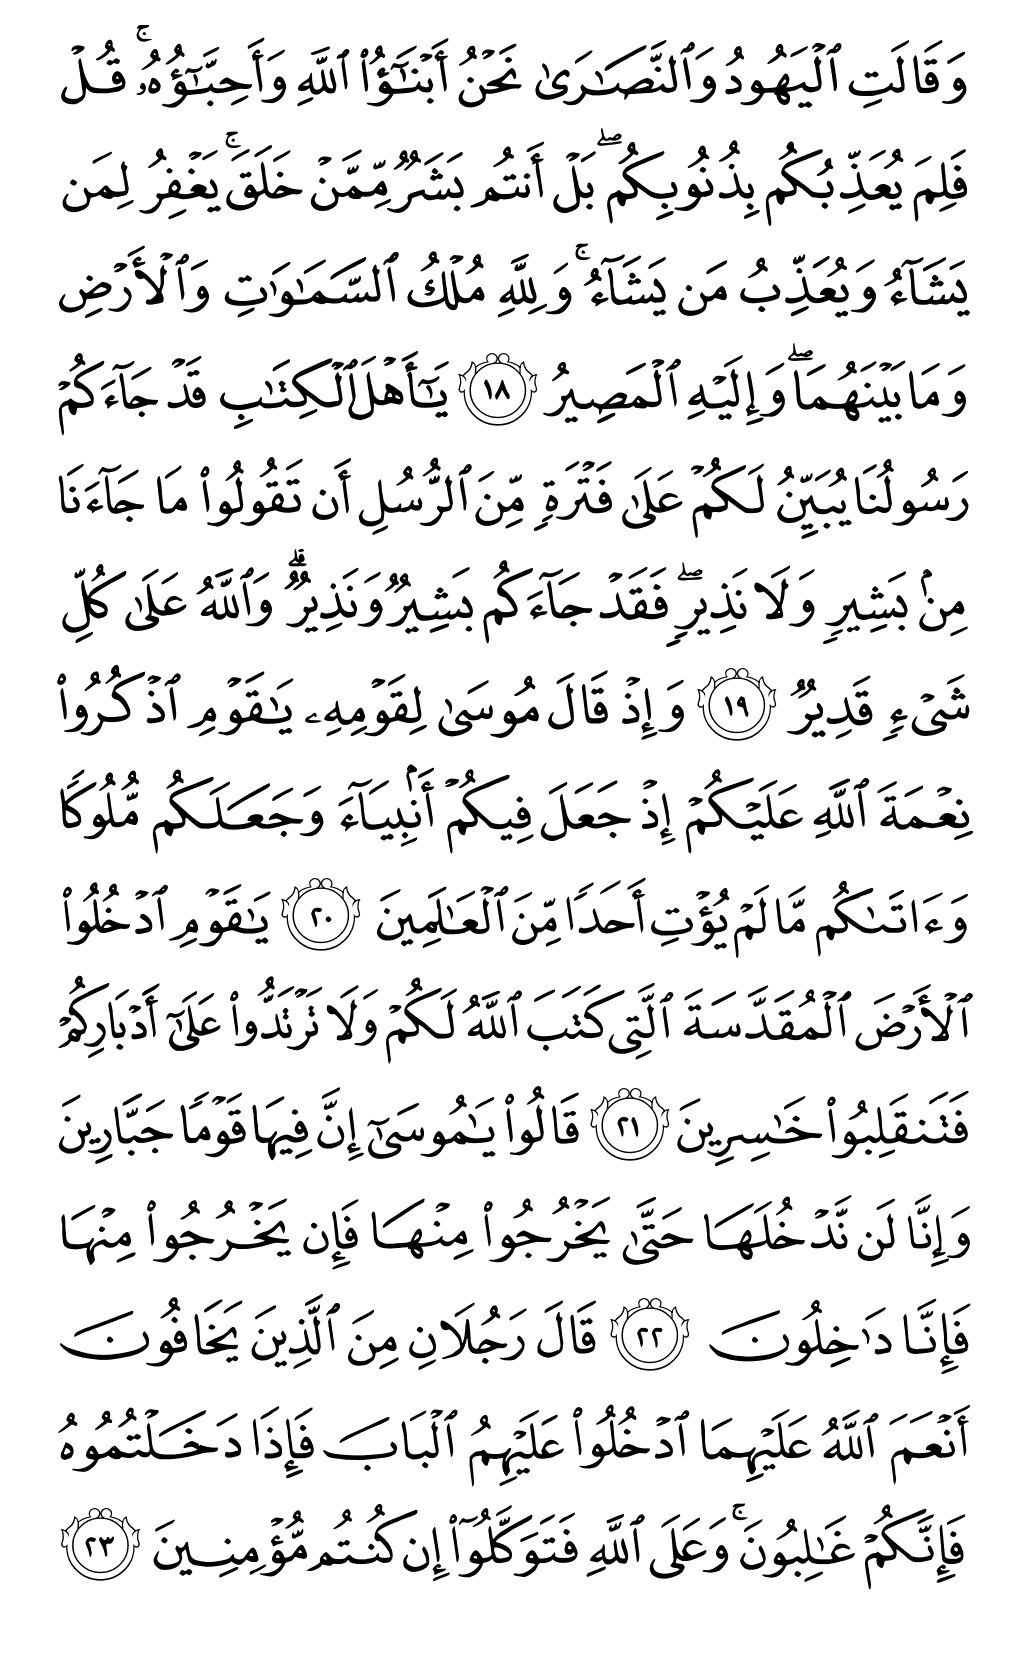 وَقَالَتِ ٱلۡيَهُودُ وَٱلنَّصَٰرَىٰ نَحۡنُ أَبۡنَٰٓؤُاْ ٱللَّهِ وَأَحِبَّٰٓؤُهُۥۚ قُلۡ
فَلِمَ يُعَذِّبُكُم بِذُنُوبِكُمۖ بَلۡ أَنتُم بَشَرٞ مِّمَّنۡ خَلَقَۚ يَغۡفِرُ لِمَن
يَشَآءُ وَيُعَذِّبُ مَن يَشَآءُۚ وَلِلَّهِ مُلۡكُ ٱلسَّمَٰوَٰتِ وَٱلۡأَرۡضِ
وَمَا بَيۡنَهُمَاۖ وَإِلَيۡهِ ٱلۡمَصِيرُ ١٨ يَٰٓأَهۡلَ ٱلۡكِتَٰبِ قَدۡ جَآءَكُمۡ
رَسُولُنَا يُبَيِّنُ لَكُمۡ عَلَىٰ فَتۡرَةٖ مِّنَ ٱلرُّسُلِ أَن تَقُولُواْ مَا جَآءَنَا
مِنۢ بَشِيرٖ وَلَا نَذِيرٖۖ فَقَدۡ جَآءَكُم بَشِيرٞ وَنَذِيرٞۗ وَٱللَّهُ عَلَىٰ كُلِّ
شَيۡءٖ قَدِيرٞ ١٩ وَإِذۡ قَالَ مُوسَىٰ لِقَوۡمِهِۦ يَٰقَوۡمِ ٱذۡكُرُواْ
نِعۡمَةَ ٱللَّهِ عَلَيۡكُمۡ إِذۡ جَعَلَ فِيكُمۡ أَنۢبِيَآءَ وَجَعَلَكُم مُّلُوكٗا
وَءَاتَىٰكُم مَّا لَمۡ يُؤۡتِ أَحَدٗا مِّنَ ٱلۡعَٰلَمِينَ ٢٠ يَٰقَوۡمِ ٱدۡخُلُواْ
ٱلۡأَرۡضَ ٱلۡمُقَدَّسَةَ ٱلَّتِي كَتَبَ ٱللَّهُ لَكُمۡ وَلَا تَرۡتَدُّواْ عَلَىٰٓ أَدۡبَارِكُمۡ
فَتَنقَلِبُواْ خَٰسِرِينَ ٢١ قَالُواْ يَٰمُوسَىٰٓ إِنَّ فِيهَا قَوۡمٗا جَبَّارِينَ
وَإِنَّا لَن نَّدۡخُلَهَا حَتَّىٰ يَخۡرُجُواْ مِنۡهَا فَإِن يَخۡرُجُواْ مِنۡهَا
فَإِنَّا دَٰخِلُونَ ٢٢ قَالَ رَجُلَانِ مِنَ ٱلَّذِينَ يَخَافُونَ
أَنۡعَمَ ٱللَّهُ عَلَيۡهِمَا ٱدۡخُلُواْ عَلَيۡهِمُ ٱلۡبَابَ فَإِذَا دَخَلۡتُمُوهُ
فَإِنَّكُمۡ غَٰلِبُونَۚ وَعَلَى ٱللَّهِ فَتَوَكَّلُوٓاْ إِن كُنتُم مُّؤۡمِنِينَ ٢٣